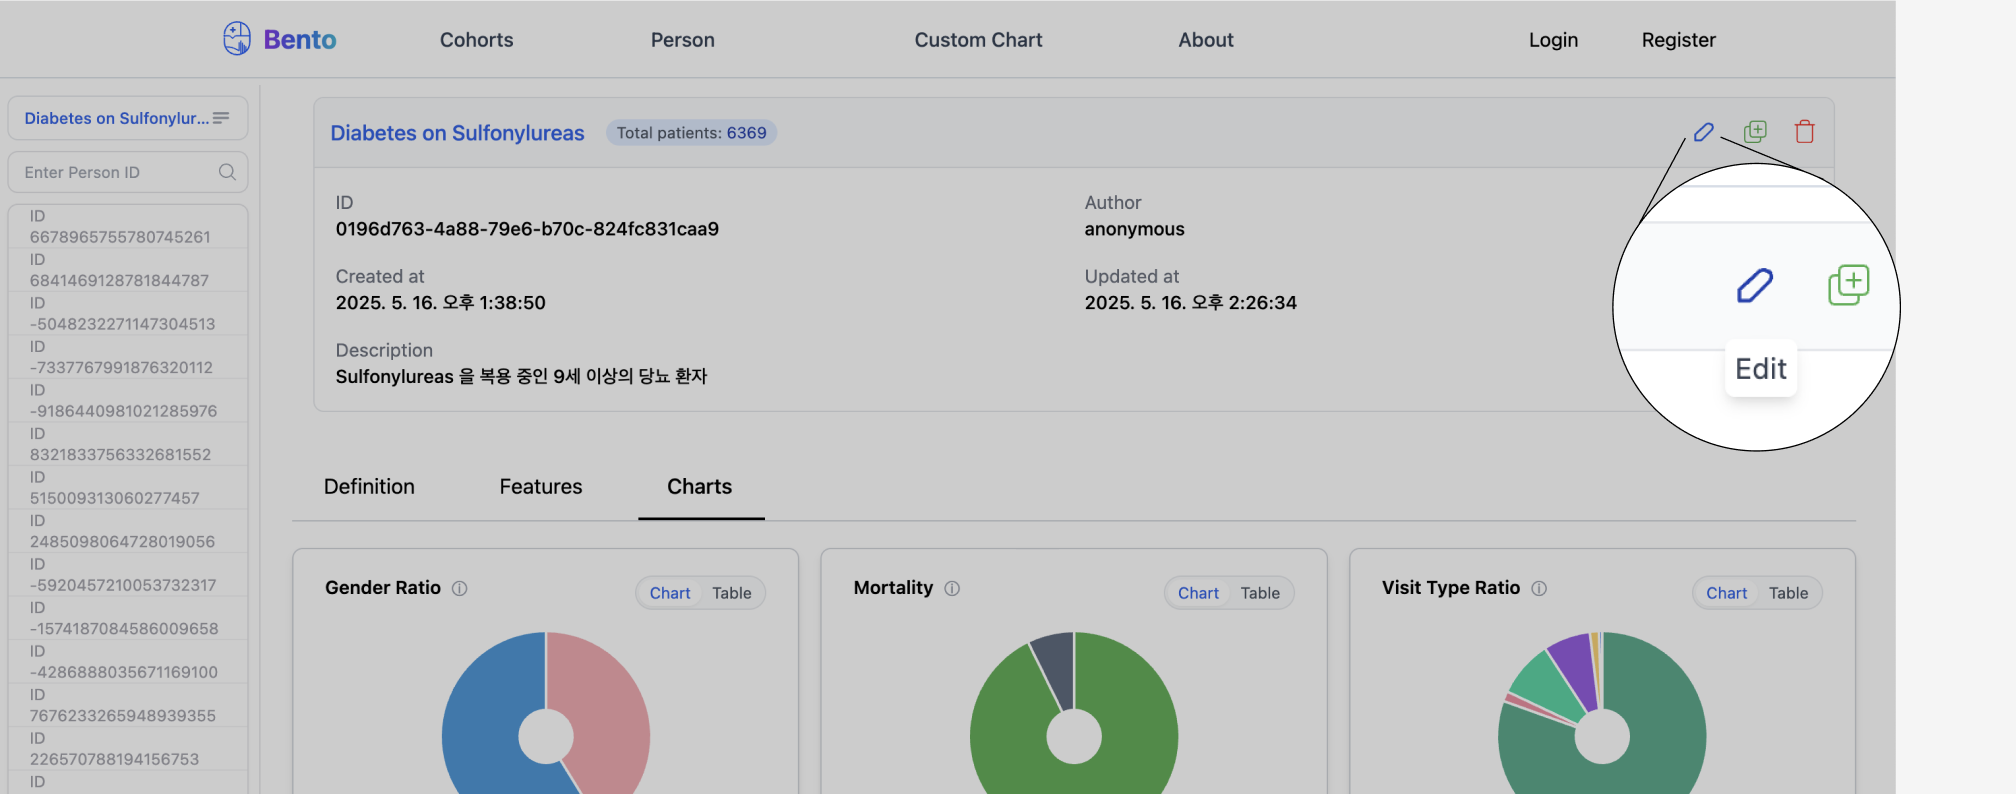 Bento
Cohorts
Person
Custom Chart
About
Login
Register
Diabetes on Sulfonylur...
Enter Person ID
ID
6678965755780745261
ID
6841469128781844787
ID
-5048232271147304513
ID
-7337767991876320112
ID
-9186440981021285976
ID
8321833756332681552
ID
515009313060277457
ID
2485098064728019056
ID
-5920457210053732317
ID
-1574187084586009658
ID
-4286888035671169100
ID
7676233265948939355
ID
226570788194156753
ID
Diabetes on Sulfonylureas
Total patients: 6369
ID
0196d763-4a88-79e6-b70c-824fc831caa9
Author
anonymous
Created at
2025. 5. 16. 오후 1:38:50
Updated at
2025. 5. 16. 오후 2:26:34
Description
Sulfonylureas 을 복용 중인 9세 이상의 당뇨 환자
Edit
Definition
Features
Charts
Gender Ratio
Chart Table
Mortality
Chart Table
Visit Type Ratio
Chart Table